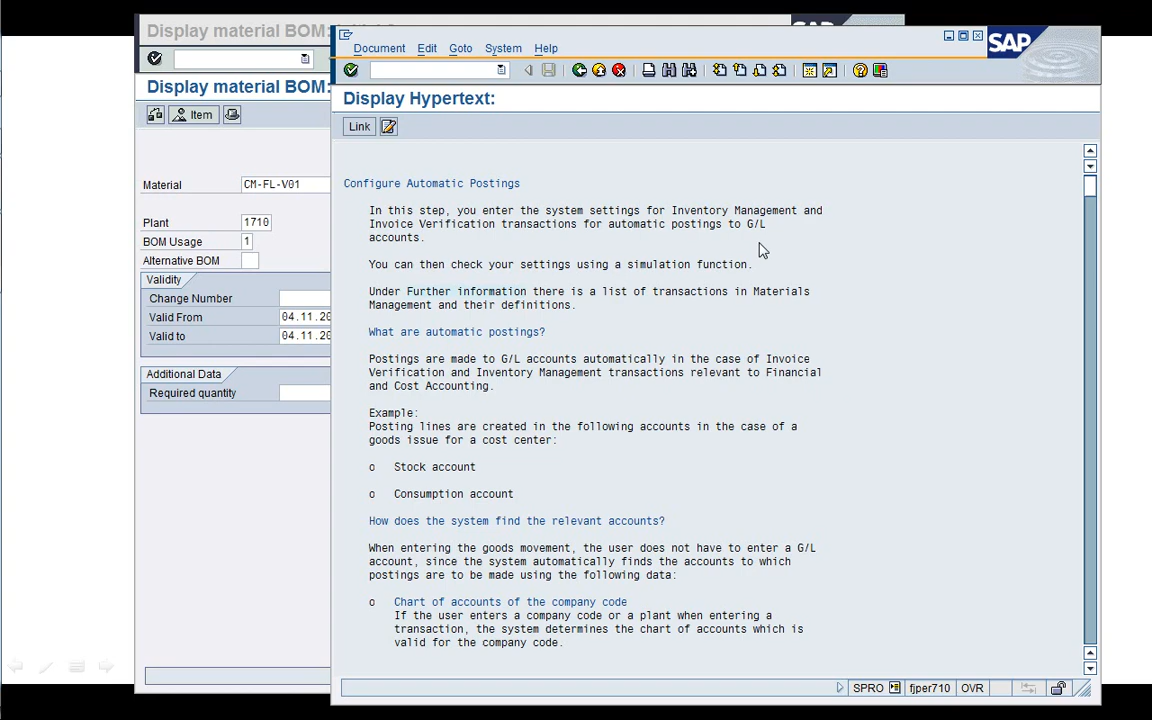 Display material BOM:
SAP
Display material BOM:
Item
Material CM-FL-V01
Plant 1710
BOM Usage 1
Alternative BOM
Validity
Change Number
Valid From 04.11.20
Valid to 04.11.20
Additional Data
Required quantity
Document Edit Goto System Help
SAP
Display Hypertext:
Link
Configure Automatic Postings
In this step, you enter the system settings for Inventory Management and
Invoice Verification transactions for automatic postings to G/L
accounts.
You can then check your settings using a simulation function.
Under Further information there is a list of transactions in Materials
Management and their definitions.
What are automatic postings?
Postings are made to G/L accounts automatically in the case of Invoice
Verification and Inventory Management transactions relevant to Financial
and Cost Accounting.
Example:
Posting lines are created in the following accounts in the case of a
goods issue for a cost center:
o Stock account
o Consumption account
How does the system find the relevant accounts?
When entering the goods movement, the user does not have to enter a G/L
account, since the system automatically finds the accounts to which
postings are to be made using the following data:
o Chart of accounts of the company code
If the user enters a company code or a plant when entering a
transaction, the system determines the chart of accounts which is
valid for the company code.
SPRO fjper710 OVR